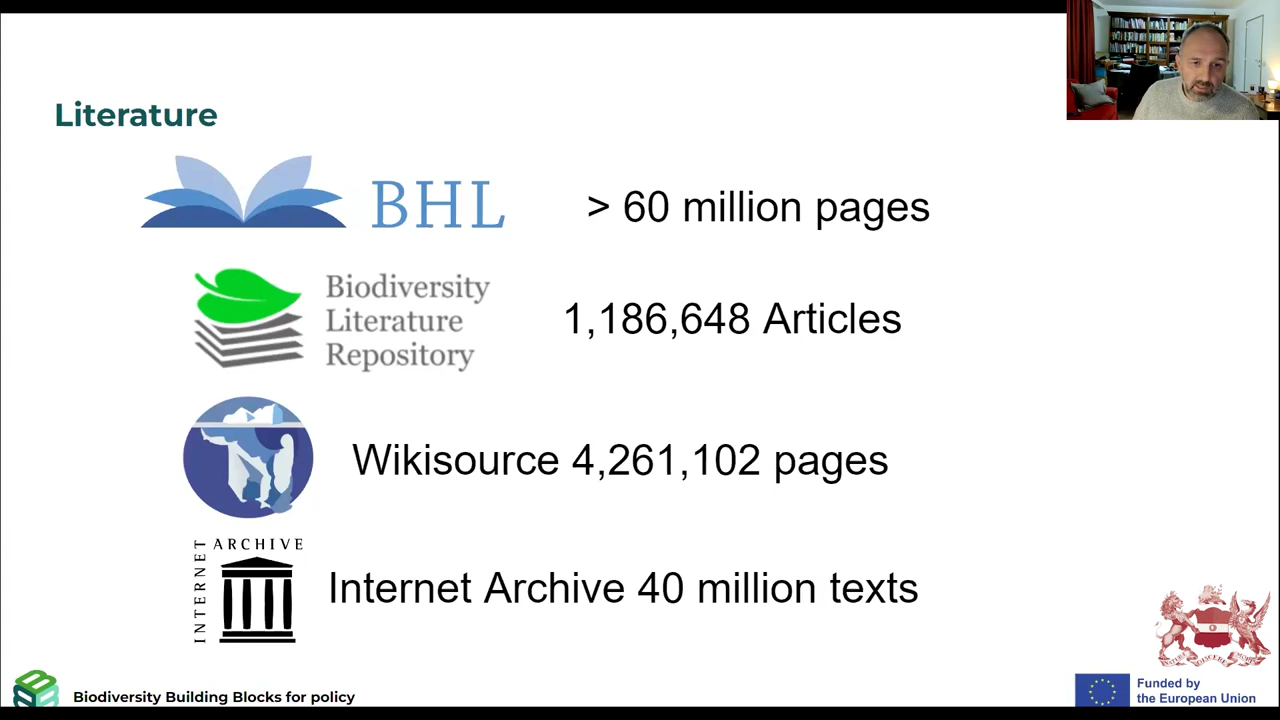 Literature
BHL
> 60 million pages
Biodiversity
Literature
Repository
1,186,648 Articles
Wikisource 4,261,102 pages
INTERNET ARCHIVE
Internet Archive 40 million texts
Biodiversity Building Blocks for policy
Funded by
the European Union